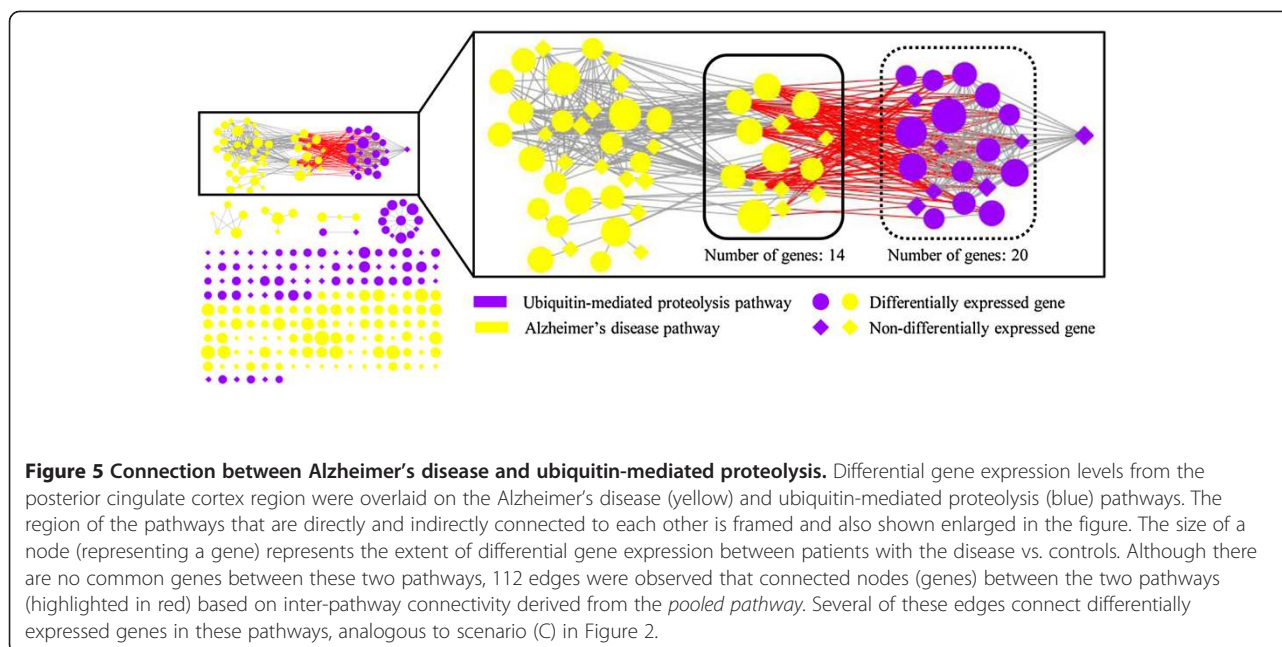 Number of genes: 14
Number of genes: 20
Ubiquitin-mediated proteolysis pathway
Differentially expressed gene
Alzheimer's disease pathway
Non-differentially expressed gene
Figure 5 Connection between Alzheimer's disease and ubiquitin-mediated proteolysis. Differential gene expression levels from the
posterior cingulate cortex region were overlaid on the Alzheimer's disease (yellow) and ubiquitin-mediated proteolysis (blue) pathways. The
region of the pathways that are directly and indirectly connected to each other is framed and also shown enlarged in the figure. The size of a
node (representing a gene) represents the extent of differential gene expression between patients with the disease vs. controls. Although there
are no common genes between these two pathways, 112 edges were observed that connected nodes (genes) between the two pathways
(highlighted in red) based on inter-pathway connectivity derived from the pooled pathway. Several of these edges connect differentially
expressed genes in these pathways, analogous to scenario (C) in Figure 2.